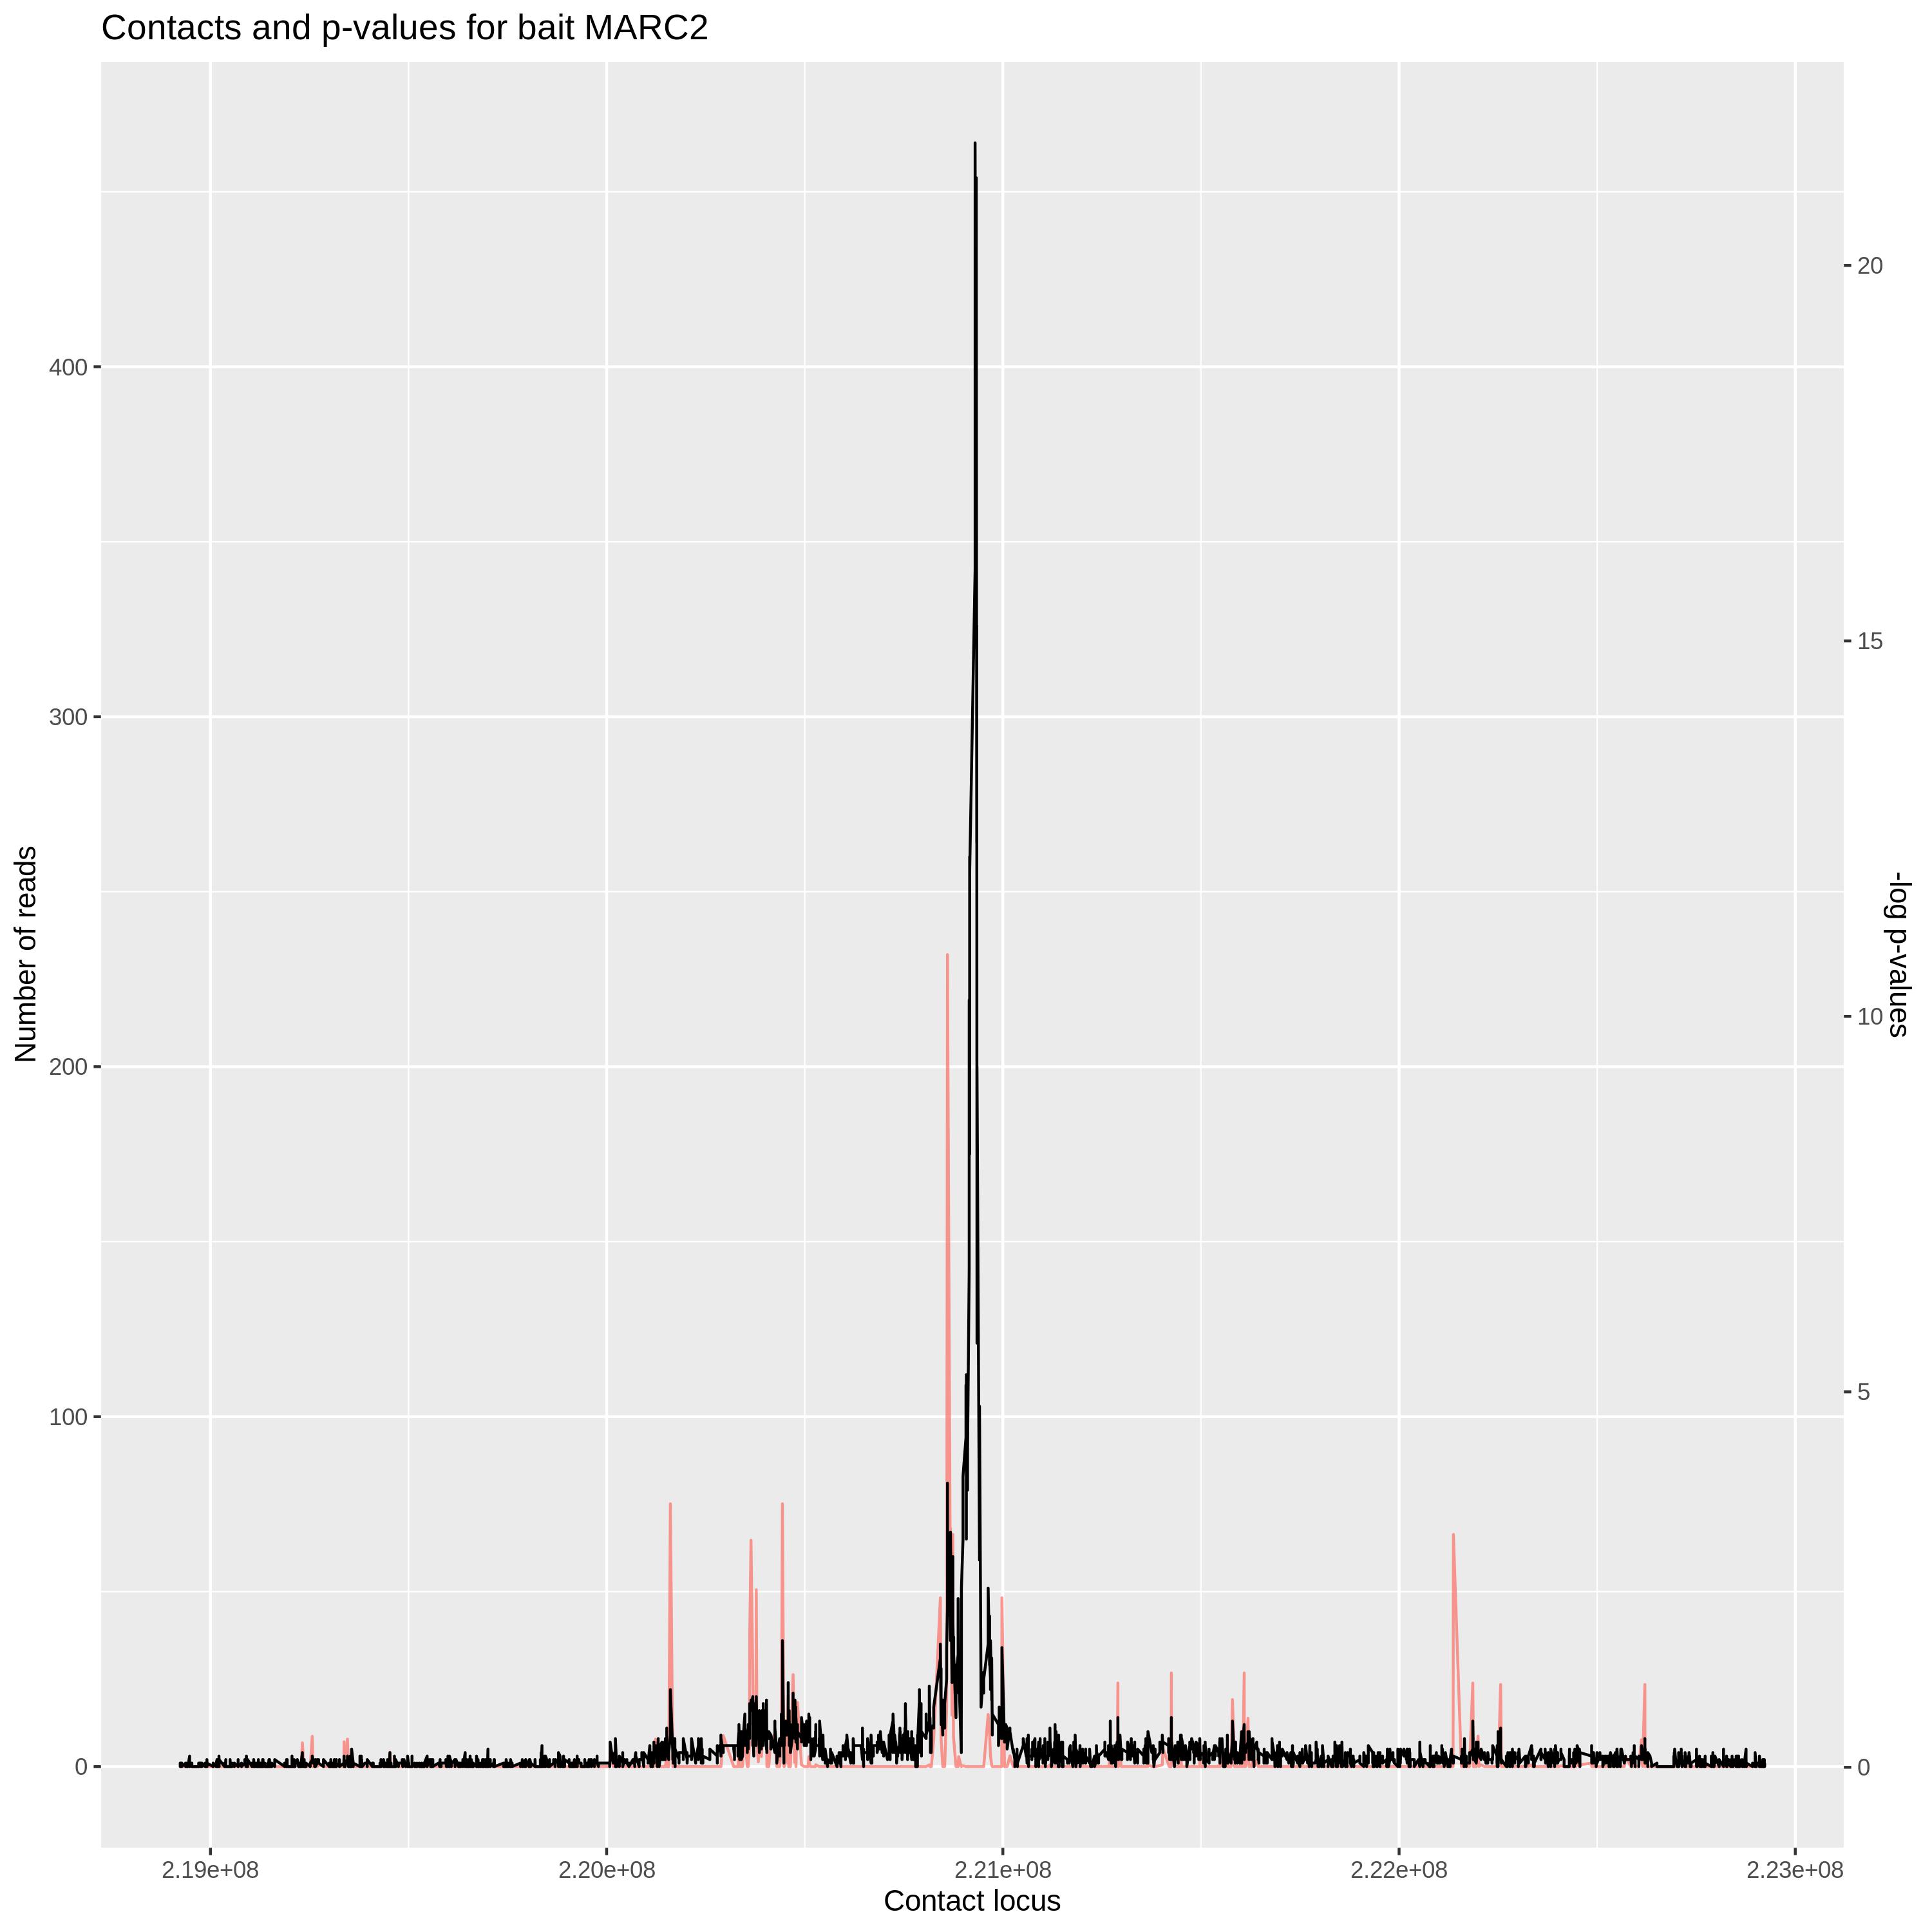 Contacts and p-values for bait MARC2
Number of reads
400
300
200
100
0
20
15
10
5
0
-log p-values
2.19e+08
2.20e+08
2.21e+08
2.22e+08
2.23e+08
Contact locus